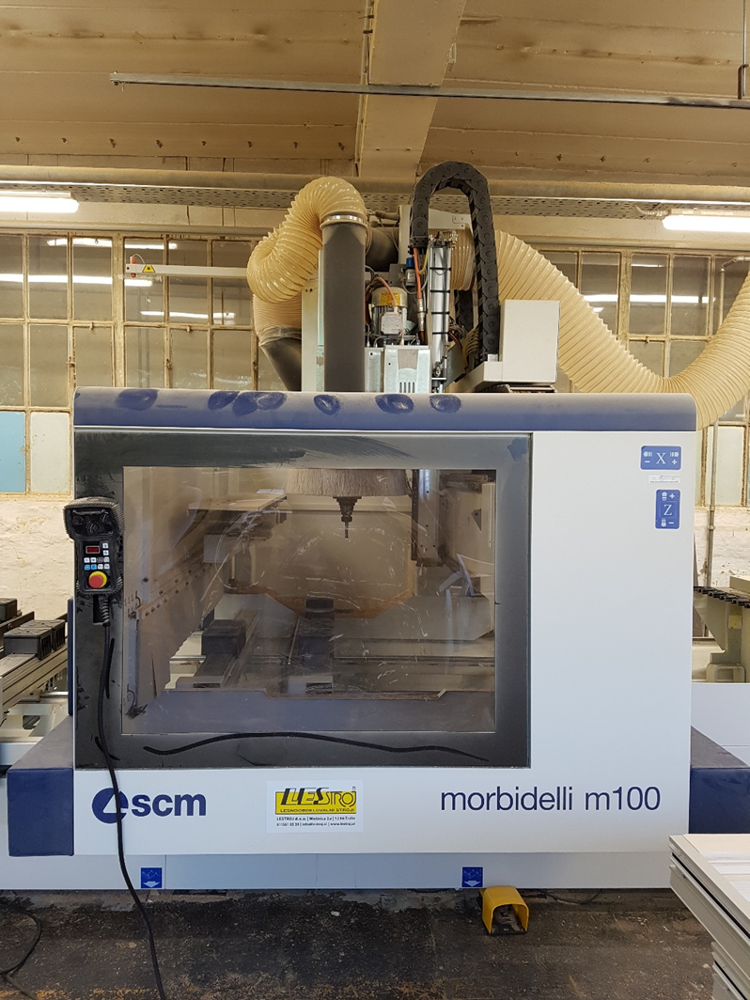 X
- +
+
Z
-
scm
LESTROJ
LESNOOBDELOVALNI STROJI
morbidelli m100